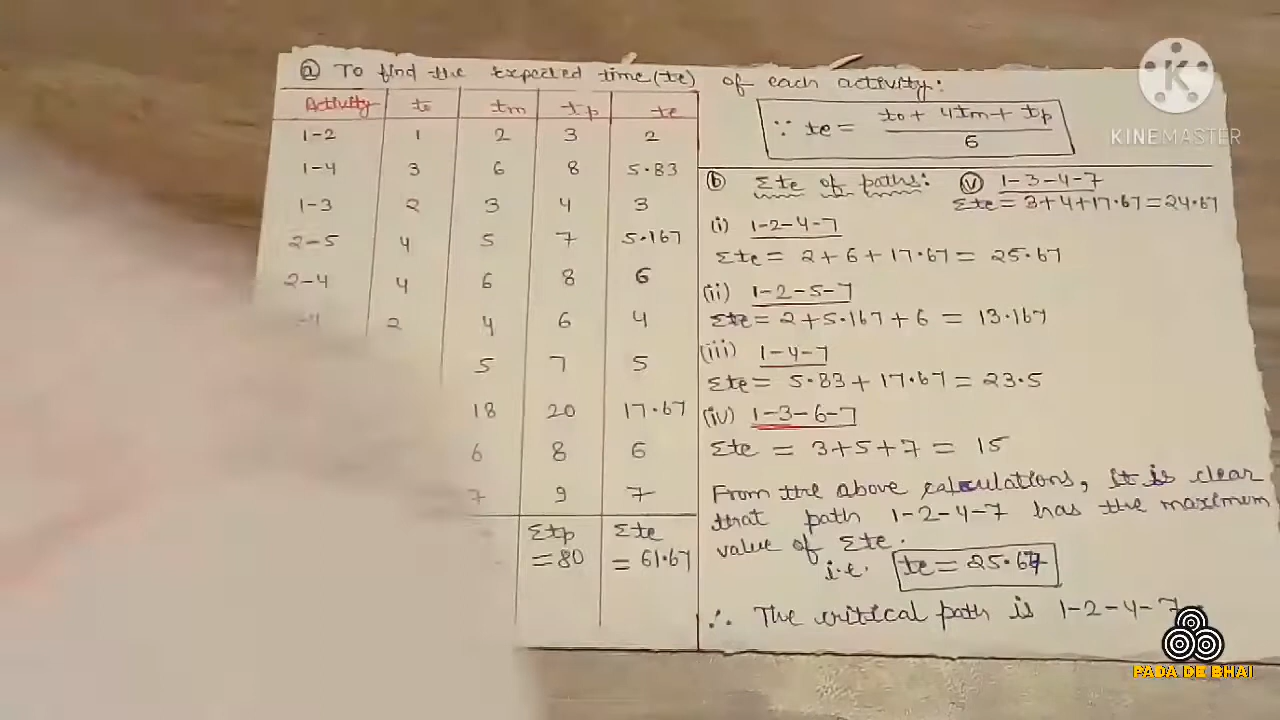 ⓐ To find the Expected time (te) of each activity:
Activity to tm tp te
1-2 1 2 3 2
1-4 3 6 8 5.83
1-3 2 3 4 3
2-5 4 5 7 5.167
2-4 4 6 8 6
-4 2 4 6 4
5 7 5
18 20 17.67
6 8 6
7 9 7
Σtp Σte
=80 = 61.67
∵ te = to + 4tm + tp
6
ⓑ Σte of paths:
(i) 1-2-4-7
Σte = 2+6+17.67 = 25.67
(ii) 1-2-5-7
Σte = 2+5.167+6 = 13.167
(iii) 1-4-7
Σte = 5.83+17.67 = 23.5
(iv) 1-3-6-7
Σte = 3+5+7 = 15
(v) 1-3-4-7
Σte = 3+4+17.67 = 24.67
From the above calculations, it is clear
that path 1-2-4-7 has the maximum
value of Σte.
i.e. te = 25.67
∴ The critical path is 1-2-4-7
K
KINEMASTER
PADA DE BHAI